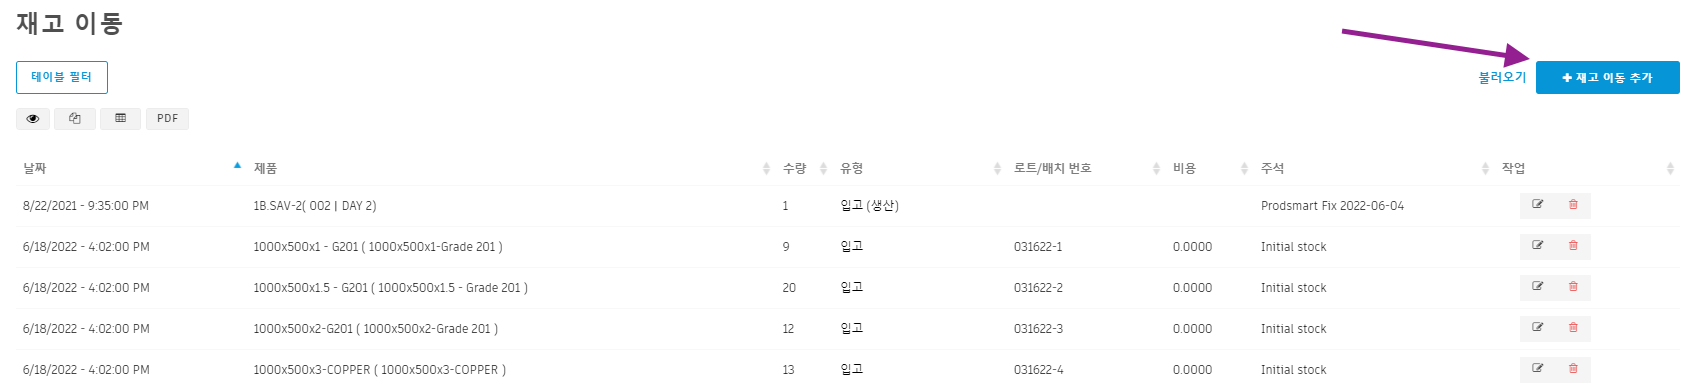 재고 이동
테이블 필터
불러오기 + 재고 이동 추가
PDF
날짜 제품 수량 유형 로트/배치 번호 비용 주석 작업
8/22/2021 - 9:35:00 PM 1B.SAV-2( 002 | DAY 2) 1 입고 (생산) Prodsmart Fix 2022-06-04
6/18/2022 - 4:02:00 PM 1000x500x1 - G201 ( 1000x500x1-Grade 201 ) 9 입고 031622-1 0.0000 Initial stock
6/18/2022 - 4:02:00 PM 1000x500x1.5 - G201 ( 1000x500x1.5 - Grade 201 ) 20 입고 031622-2 0.0000 Initial stock
6/18/2022 - 4:02:00 PM 1000x500x2-G201 ( 1000x500x2-Grade 201 ) 12 입고 031622-3 0.0000 Initial stock
6/18/2022 - 4:02:00 PM 1000x500x3-COPPER ( 1000x500x3-COPPER ) 13 입고 031622-4 0.0000 Initial stock